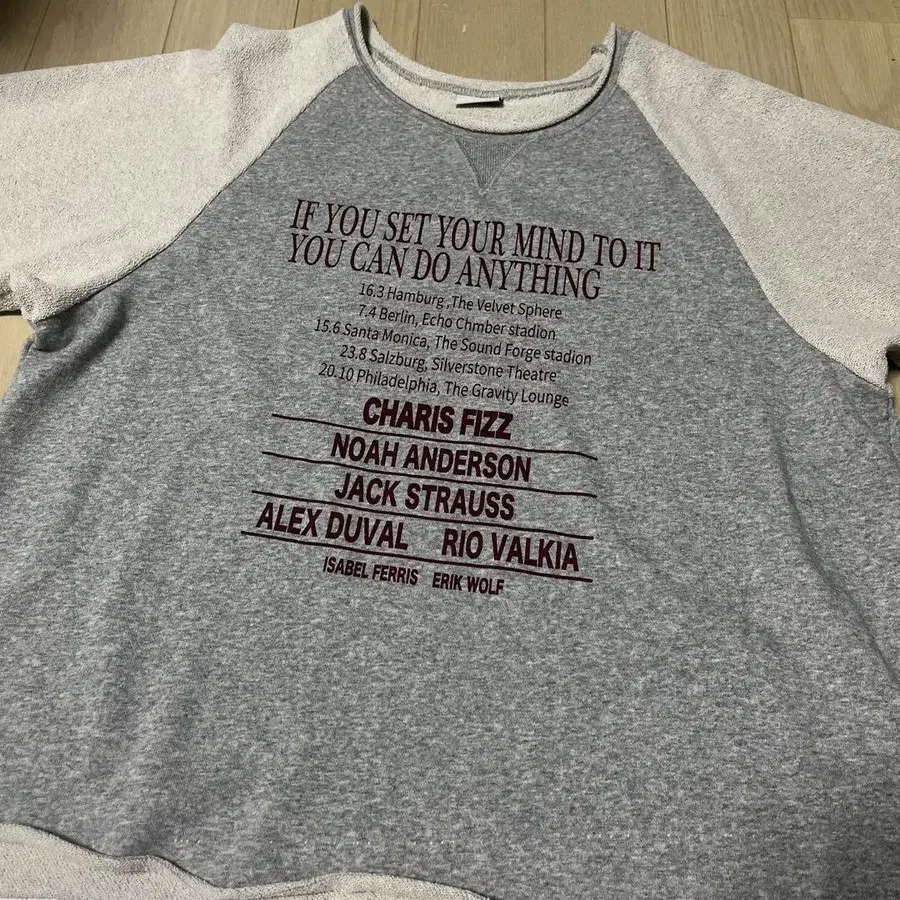 IF YOU SET YOUR MIND TO IT
YOU CAN DO ANYTHING
16.3 Hamburg ,The Velvet Sphere
7.4 Berlin, Echo Chmber stadion
15.6 Santa Monica, The Sound Forge stadion
23.8 Salzburg, Silverstone Theatre
20.10 Philadelphia, The Gravity Lounge
CHARIS FIZZ
NOAH ANDERSON
JACK STRAUSS
ALEX DUVAL RIO VALKIA
ISABEL FERRIS ERIK WOLF